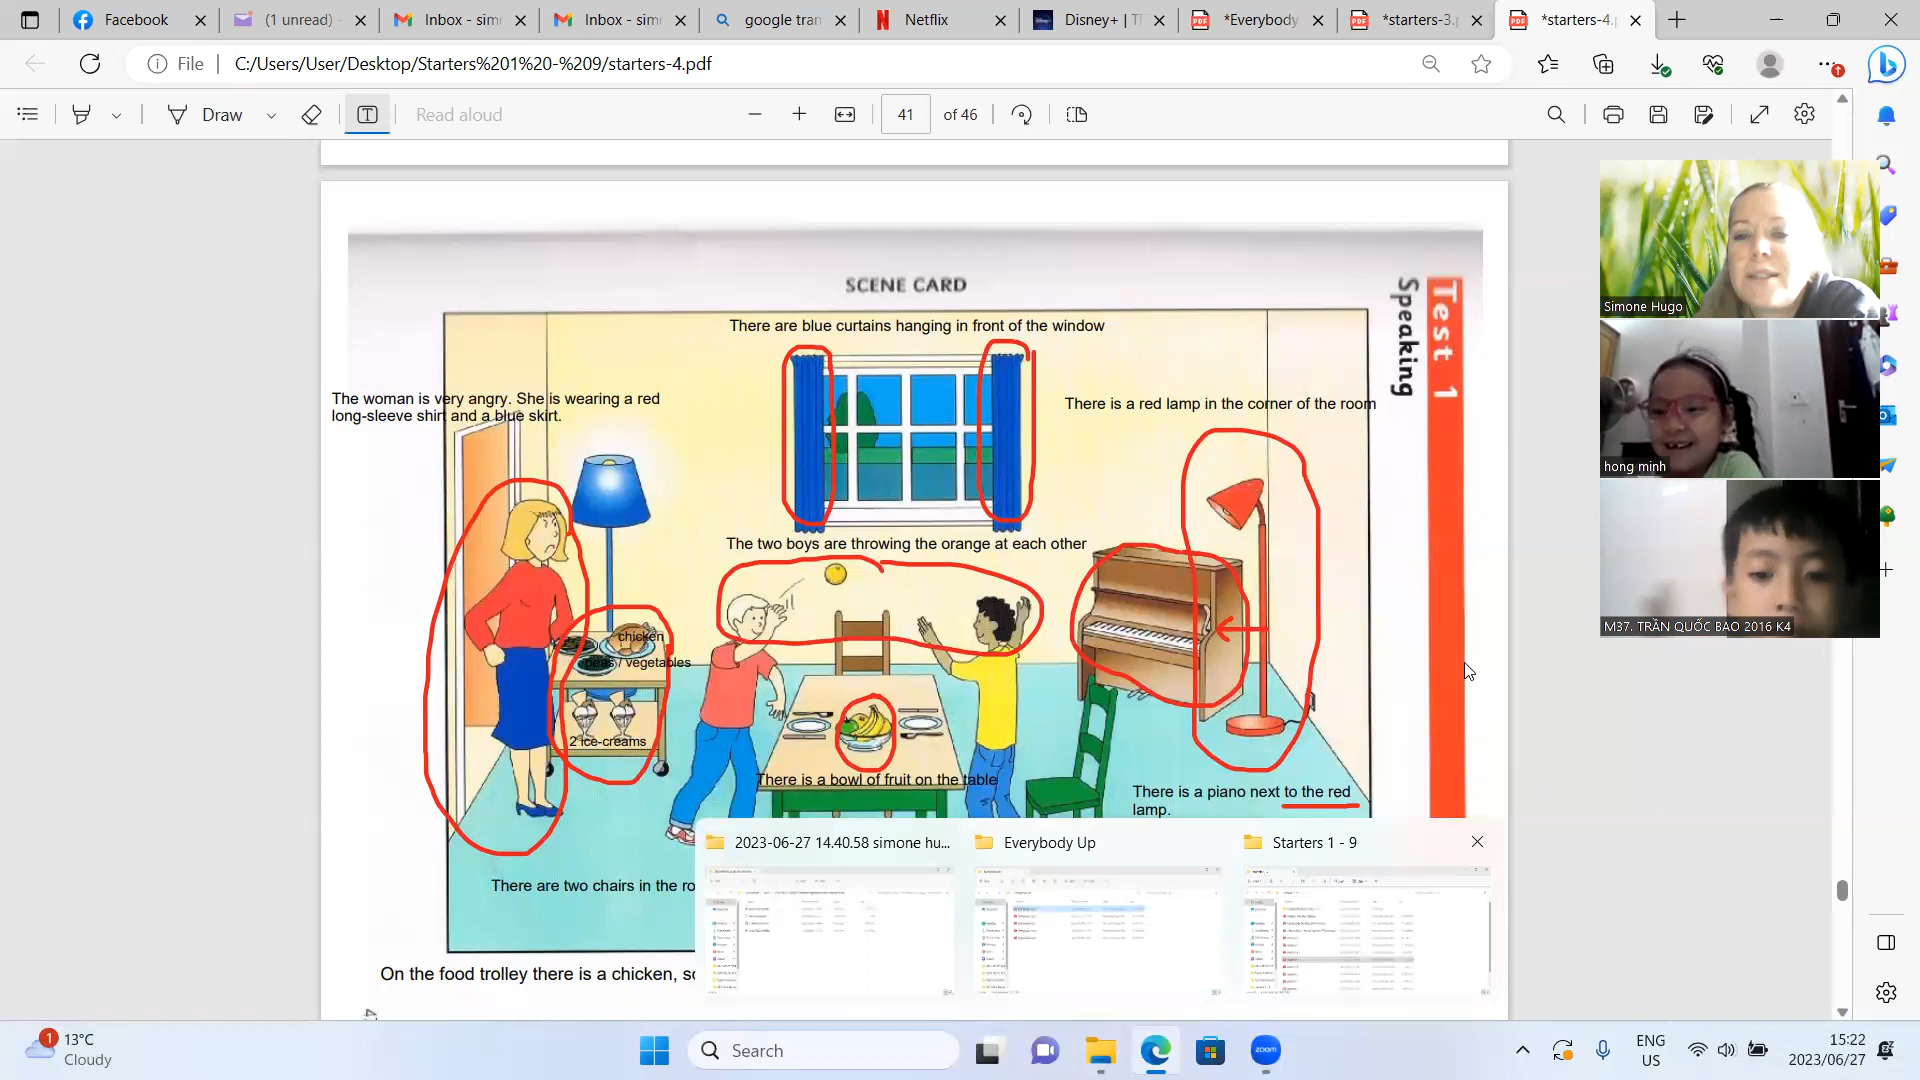 Facebook
(1 unread) -
Inbox - sim
Inbox - sim
google tran
Netflix
Disney+ | T
*Everybody
*starters-3.p
*starters-4.p
File
C:/Users/User/Desktop/Starters%201%20-%209/starters-4.pdf
Draw
Read aloud
41
of 46
SCENE CARD
Test 1
Speaking
There are blue curtains hanging in front of the window
The woman is very angry. She is wearing a red
long-sleeve shirt and a blue skirt.
There is a red lamp in the corner of the room
The two boys are throwing the orange at each other
chicken
peas / vegetables
2 ice-creams
There is a bowl of fruit on the table
There is a piano next to the red
lamp.
There are two chairs in the ro
On the food trolley there is a chicken, so
Simone Hugo
hong minh
M37. TRẦN QUỐC BẢO 2016 K4
2023-06-27 14.40.58 simone hu...
Everybody Up
Starters 1 - 9
1
13°C
Cloudy
Search
zoom
ENG
US
15:22
2023/06/27